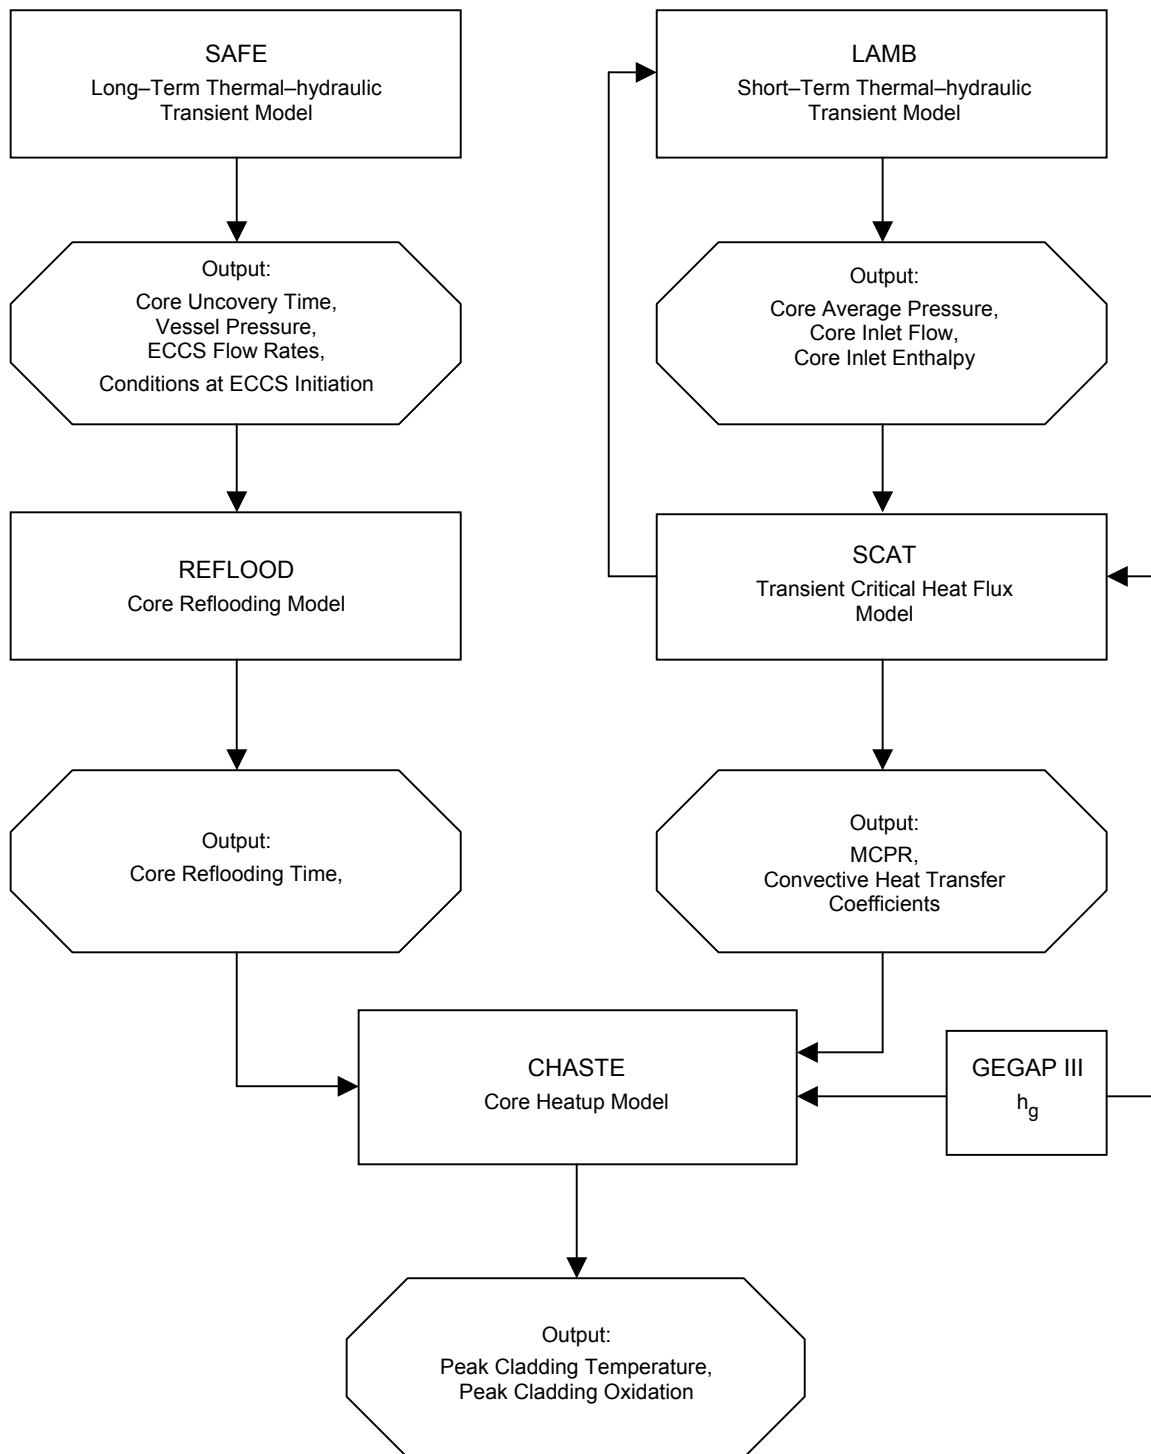 SAFE
Long–Term Thermal–hydraulic
Transient Model
LAMB
Short–Term Thermal–hydraulic
Transient Model
Output:
Core Uncovery Time,
Vessel Pressure,
ECCS Flow Rates,
Conditions at ECCS Initiation
Output:
Core Average Pressure,
Core Inlet Flow,
Core Inlet Enthalpy
REFLOOD
Core Reflooding Model
SCAT
Transient Critical Heat Flux
Model
Output:
Core Reflooding Time,
Output:
MCPR,
Convective Heat Transfer
Coefficients
CHASTE
Core Heatup Model
GEGAP III
hg
Output:
Peak Cladding Temperature,
Peak Cladding Oxidation